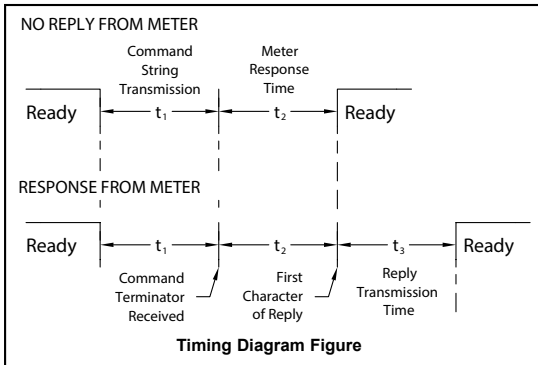 NO REPLY FROM METER
Command
String
Transmission
Meter
Response
Time
Ready
t₁
t₂
Ready
RESPONSE FROM METER
Ready
t₁
t₂
t₃
Ready
Command
Terminator
Received
First
Character
of Reply
Reply
Transmission
Time
Timing Diagram Figure